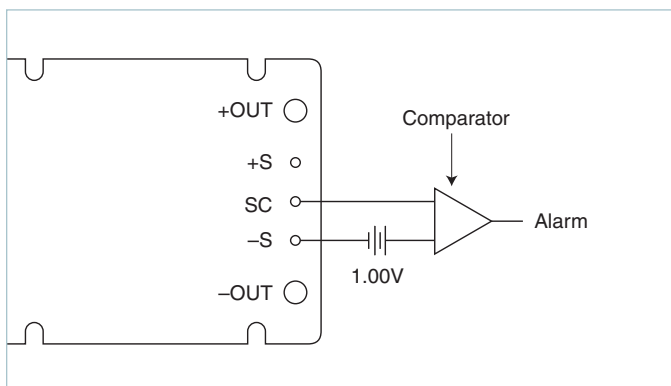 +OUT
Comparator
+S
SC
Alarm
–S
1.00V
–OUT